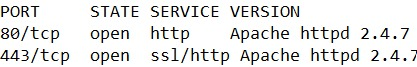 PORT    STATE SERVICE  VERSION
80/tcp  open  http     Apache httpd 2.4.7
443/tcp open  ssl/http Apache httpd 2.4.7